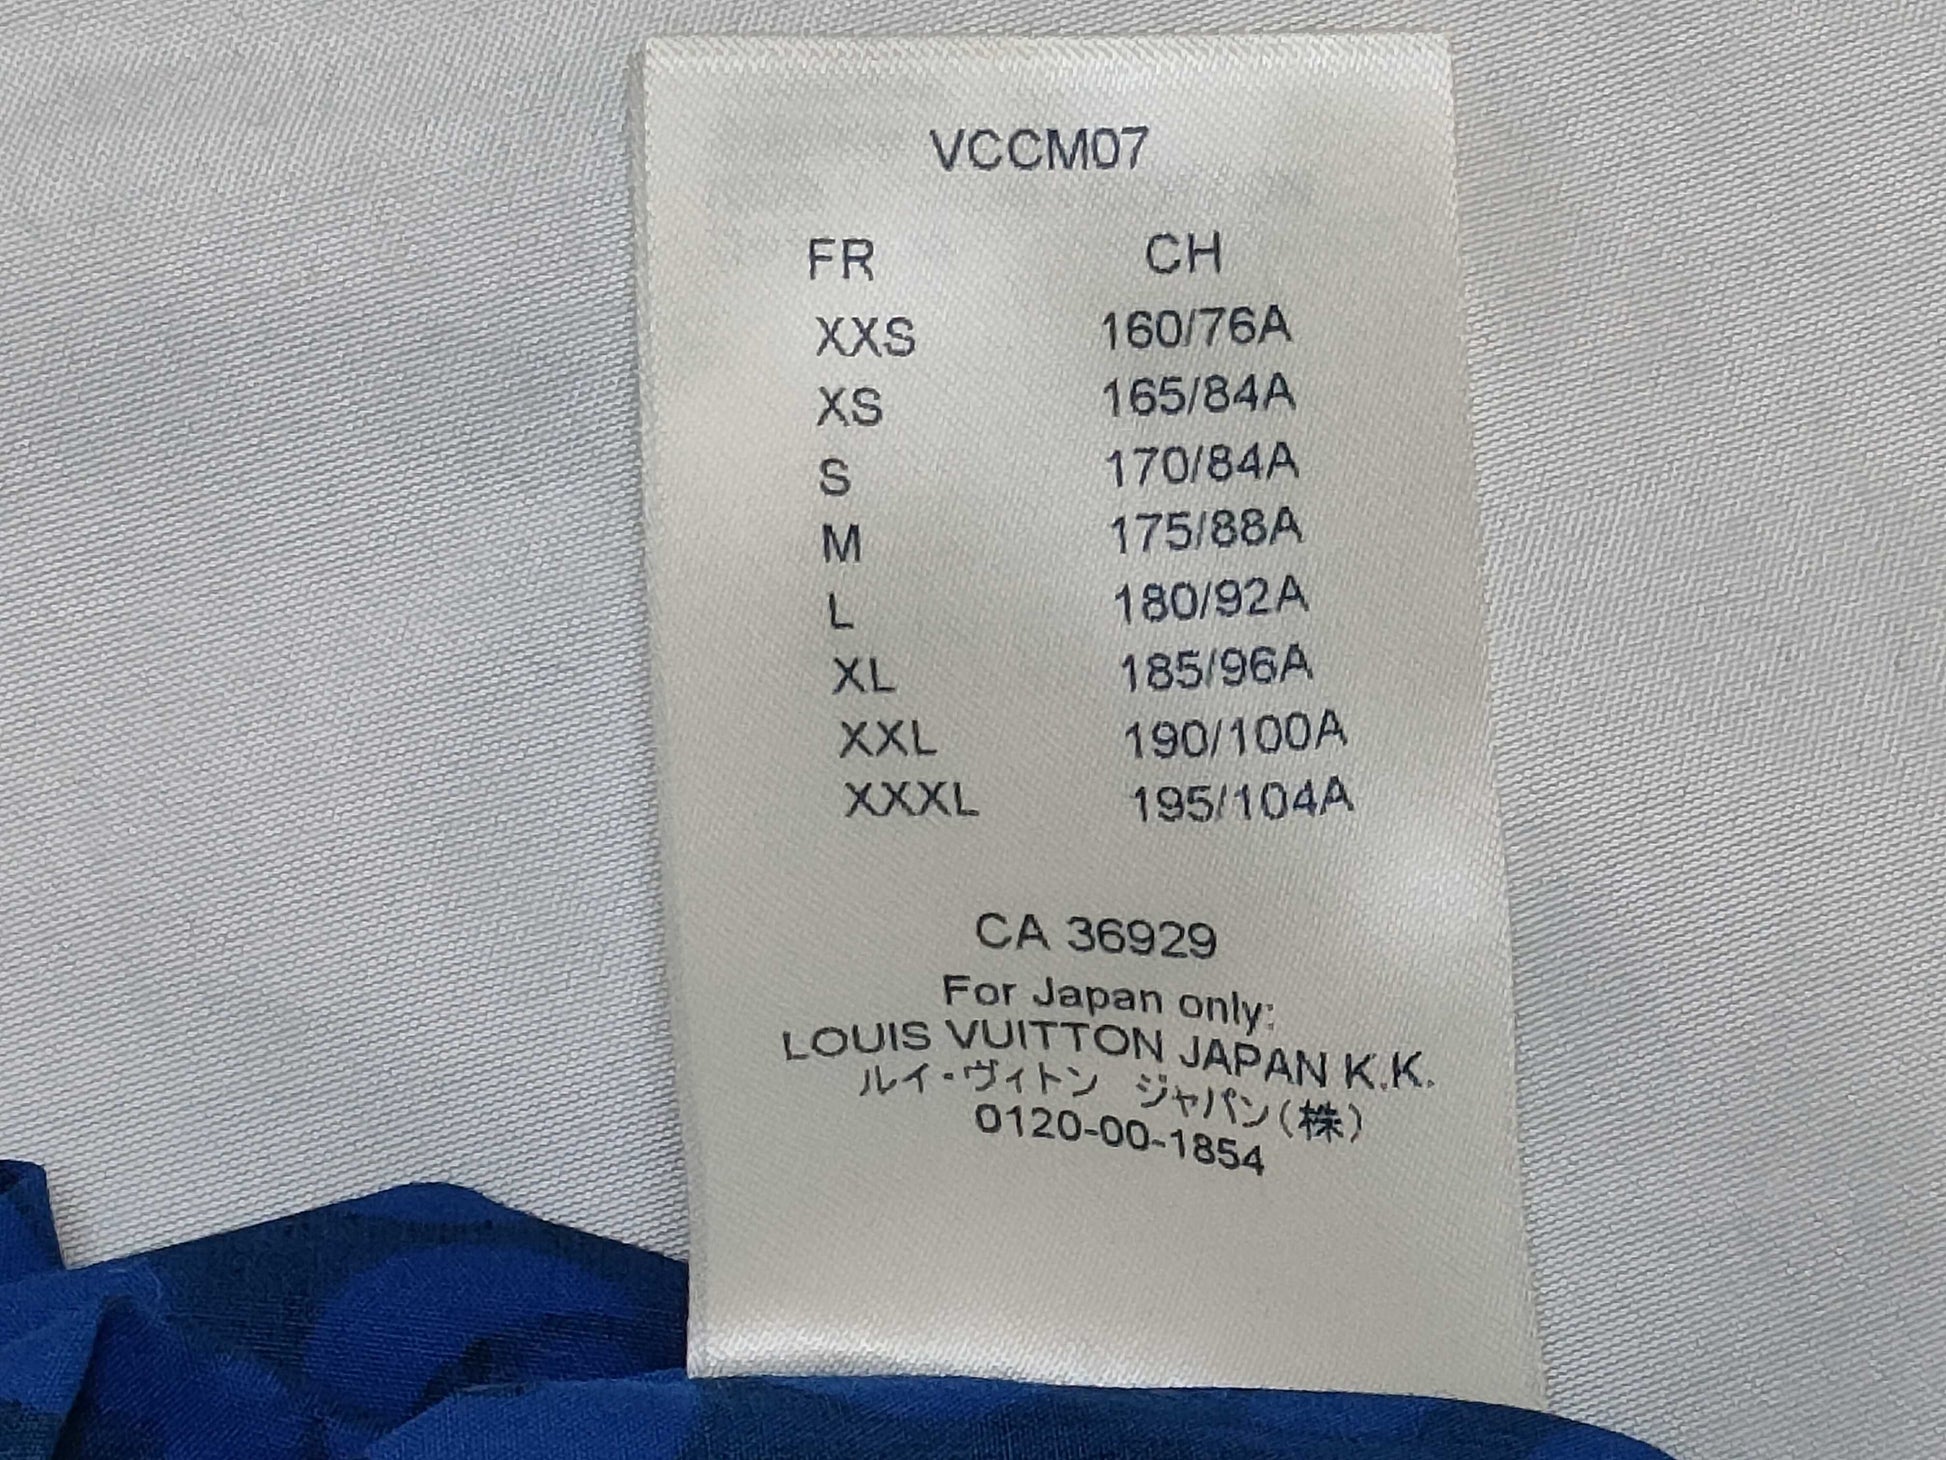 VCCM07
FR CH
XXS 160/76A
XS 165/84A
S 170/84A
M 175/88A
L 180/92A
XL 185/96A
XXL 190/100A
XXXL 195/104A
CA 36929
For Japan only:
LOUIS VUITTON JAPAN K.K.
ルイ・ヴィトン ジャパン(株)
0120-00-1854